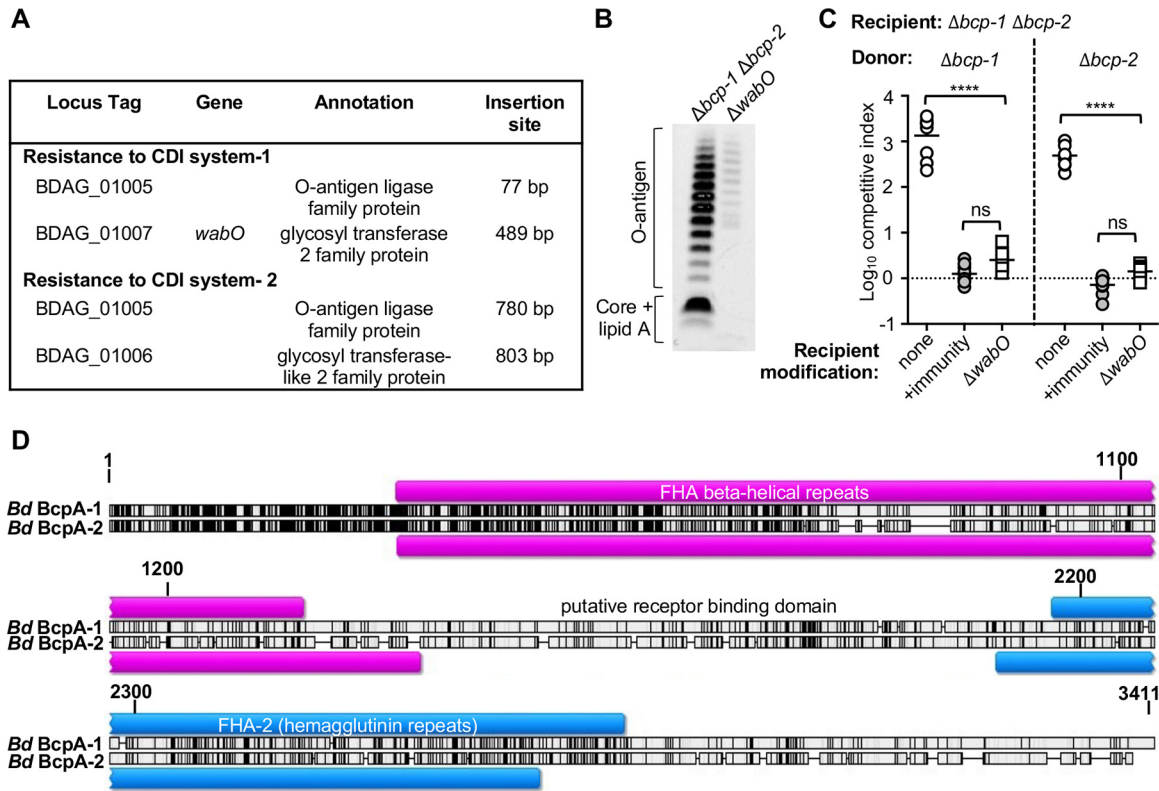 A
Locus Tag Gene Annotation Insertion site
Resistance to CDI system-1
BDAG_01005 O-antigen ligase family protein 77 bp
BDAG_01007 wabO glycosyl transferase 2 family protein 489 bp
Resistance to CDI system- 2
BDAG_01005 O-antigen ligase family protein 780 bp
BDAG_01006 glycosyl transferase-like 2 family protein 803 bp
B
Δbcp-1 Δbcp-2
ΔwabO
O-antigen
Core + lipid A
C
Recipient: Δbcp-1 Δbcp-2
Donor: Δbcp-1 Δbcp-2
Log10 competitive index
4
3
2
1
0
-1
**** ****
ns ns
Recipient modification:
none +immunity ΔwabO none +immunity ΔwabO
D
1 1100
FHA beta-helical repeats
Bd BcpA-1
Bd BcpA-2
1200 2200
putative receptor binding domain
Bd BcpA-1
Bd BcpA-2
2300 3411
FHA-2 (hemagglutinin repeats)
Bd BcpA-1
Bd BcpA-2